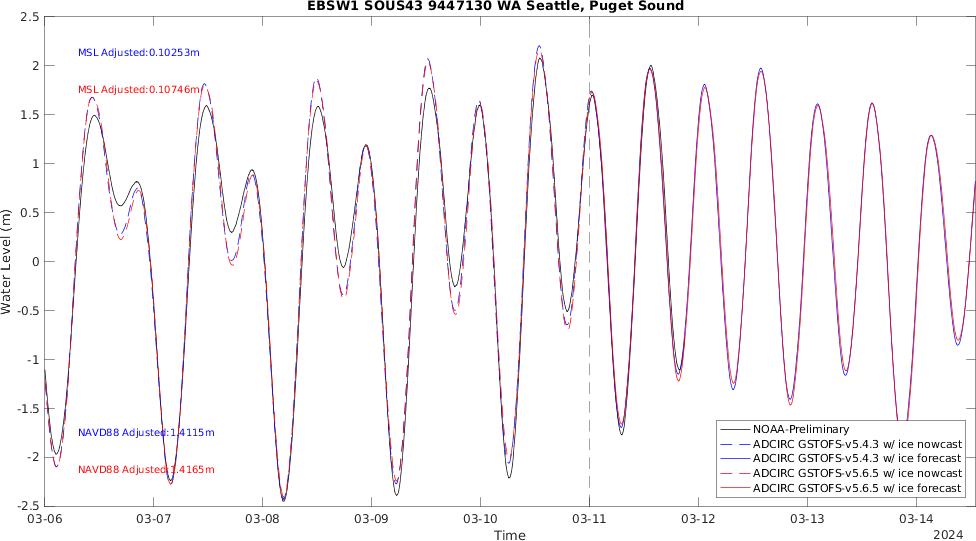 EBSW1 SOUS43 9447130 WA Seattle, Puget Sound
2.5
2
1.5
1
0.5
0
-0.5
-1
-1.5
-2
-2.5
Water Level (m)
MSL Adjusted:0.10253m
MSL Adjusted:0.10746m
NAVD88 Adjusted:1.4115m
NAVD88 Adjusted:1.4165m
NOAA-Preliminary
ADCIRC GSTOFS-v5.4.3 w/ ice nowcast
ADCIRC GSTOFS-v5.4.3 w/ ice forecast
ADCIRC GSTOFS-v5.6.5 w/ ice nowcast
ADCIRC GSTOFS-v5.6.5 w/ ice forecast
03-06 03-07 03-08 03-09 03-10 03-11 03-12 03-13 03-14
Time
2024